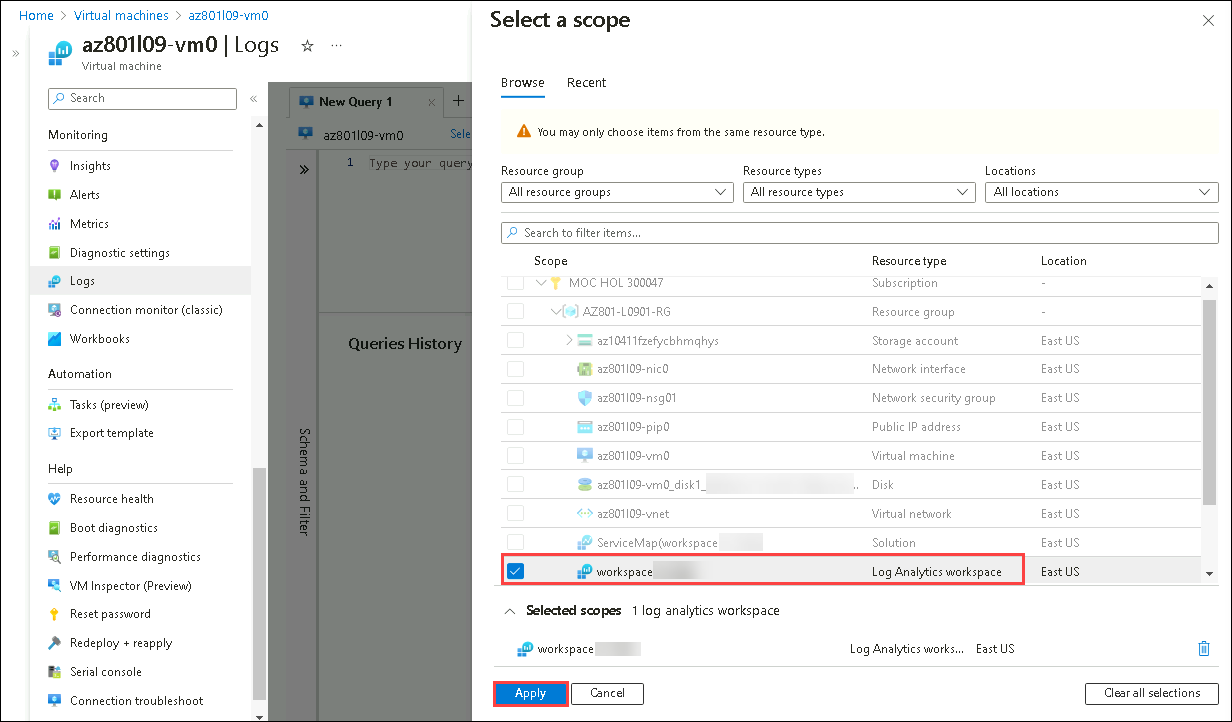 Home > Virtual machines > az801l09-vm0
az801l09-vm0 | Logs
Virtual machine
Search
Monitoring
Insights
Alerts
Metrics
Diagnostic settings
Logs
Connection monitor (classic)
Workbooks
Automation
Tasks (preview)
Export template
Help
Resource health
Boot diagnostics
Performance diagnostics
VM Inspector (Preview)
Reset password
Redeploy + reapply
Serial console
Connection troubleshoot
New Query 1
az801l09-vm0 Sele
1 Type your query
Queries History
Schema and Filter
Select a scope
Browse Recent
You may only choose items from the same resource type.
Resource group Resource types Locations
All resource groups All resource types All locations
Search to filter items...
Scope Resource type Location
MOC HOL 300047 Subscription -
AZ801-L0901-RG Resource group -
az10411fzefycbhmqhys Storage account East US
az801l09-nic0 Network interface East US
az801l09-nsg01 Network security group East US
az801l09-pip0 Public IP address East US
az801l09-vm0 Virtual machine East US
az801l09-vm0_disk1_ .. Disk East US
az801l09-vnet Virtual network East US
ServiceMap(workspace Solution East US
workspace Log Analytics workspace East US
Selected scopes 1 log analytics workspace
workspace Log Analytics works... East US
Apply Cancel Clear all selections